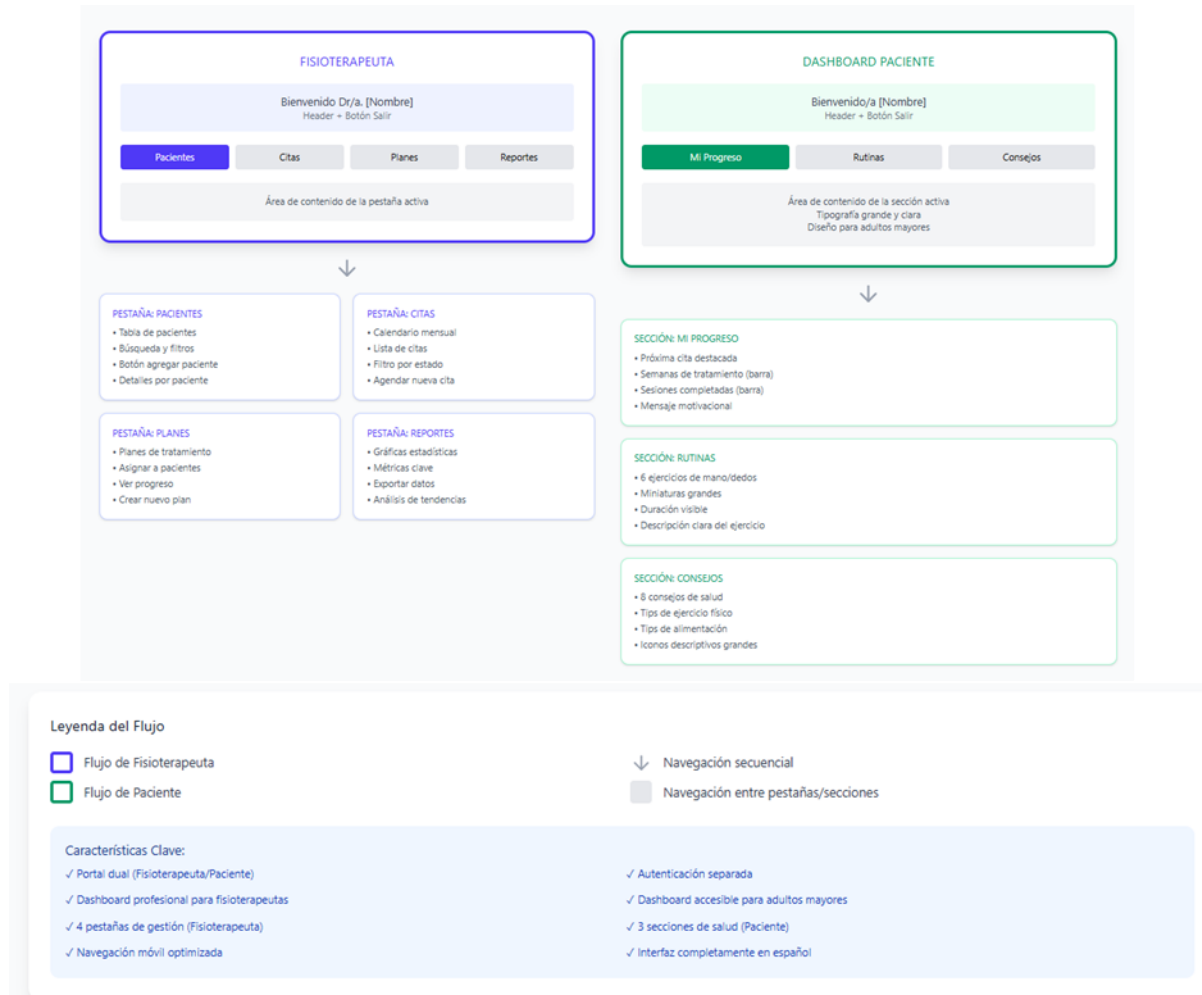 FISIOTERAPEUTA
Bienvenido Dr/a. [Nombre]
Header + Botón Salir
Pacientes
Citas
Planes
Reportes
Área de contenido de la pestaña activa
PESTAÑA: PACIENTES
• Tabla de pacientes
• Búsqueda y filtros
• Botón agregar paciente
• Detalles por paciente
PESTAÑA: CITAS
• Calendario mensual
• Lista de citas
• Filtro por estado
• Agendar nueva cita
PESTAÑA: PLANES
• Planes de tratamiento
• Asignar a pacientes
• Ver progreso
• Crear nuevo plan
PESTAÑA: REPORTES
• Gráficas estadísticas
• Métricas clave
• Exportar datos
• Análisis de tendencias
DASHBOARD PACIENTE
Bienvenido/a [Nombre]
Header + Botón Salir
Mi Progreso
Rutinas
Consejos
Área de contenido de la sección activa
Tipografía grande y clara
Diseño para adultos mayores
SECCIÓN: MI PROGRESO
• Próxima cita destacada
• Semanas de tratamiento (barra)
• Sesiones completadas (barra)
• Mensaje motivacional
SECCIÓN: RUTINAS
• 6 ejercicios de mano/dedos
• Miniaturas grandes
• Duración visible
• Descripción clara del ejercicio
SECCIÓN: CONSEJOS
• 8 consejos de salud
• Tips de ejercicio físico
• Tips de alimentación
• Iconos descriptivos grandes
Leyenda del Flujo
Flujo de Fisioterapeuta
Flujo de Paciente
Navegación secuencial
Navegación entre pestañas/secciones
Características Clave:
✓ Portal dual (Fisioterapeuta/Paciente)
✓ Autenticación separada
✓ Dashboard profesional para fisioterapeutas
✓ Dashboard accesible para adultos mayores
✓ 4 pestañas de gestión (Fisioterapeuta)
✓ 3 secciones de salud (Paciente)
✓ Navegación móvil optimizada
✓ Interfaz completamente en español